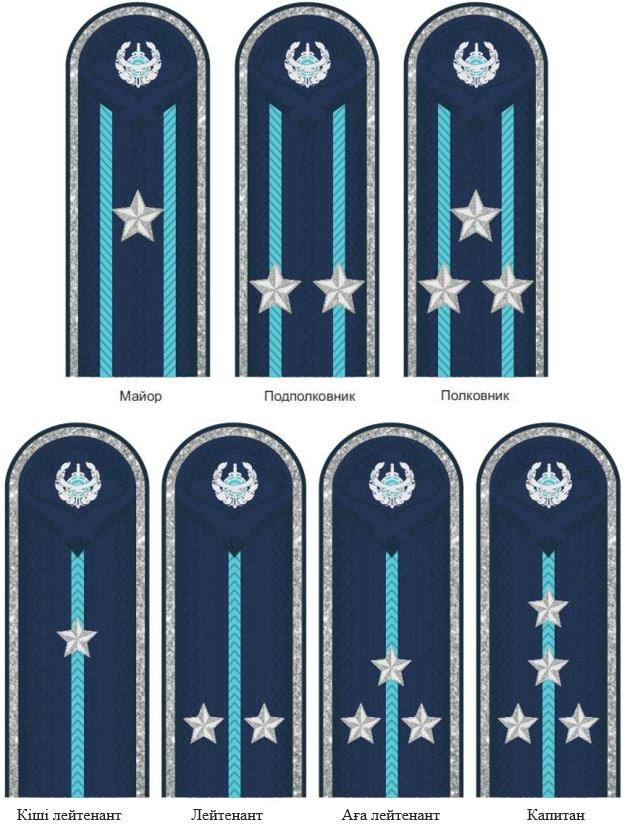 Майор Подполковник Полковник
Кіші лейтенант Лейтенант Аға лейтенант Капитан